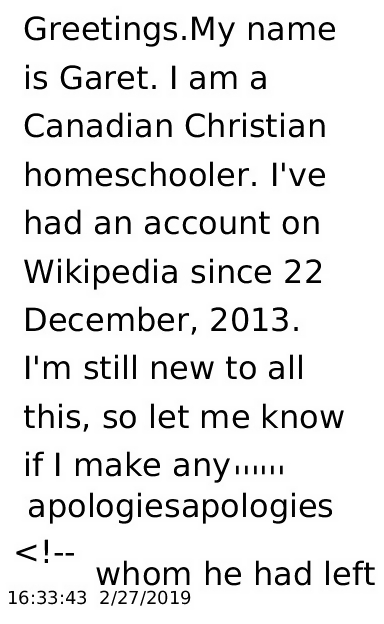 Greetings.My name
is Garet. I am a
Canadian Christian
homeschooler. I've
had an account on
Wikipedia since 22
December, 2013.
I'm still new to all
this, so let me know
if I make any
apologiesapologies
<!--
whom he had left
16:33:43 2/27/2019